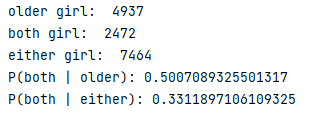 older girl:  4937
both girl:  2472
either girl:  7464
P(both | older): 0.5007089325501317
P(both | either): 0.3311897106109325